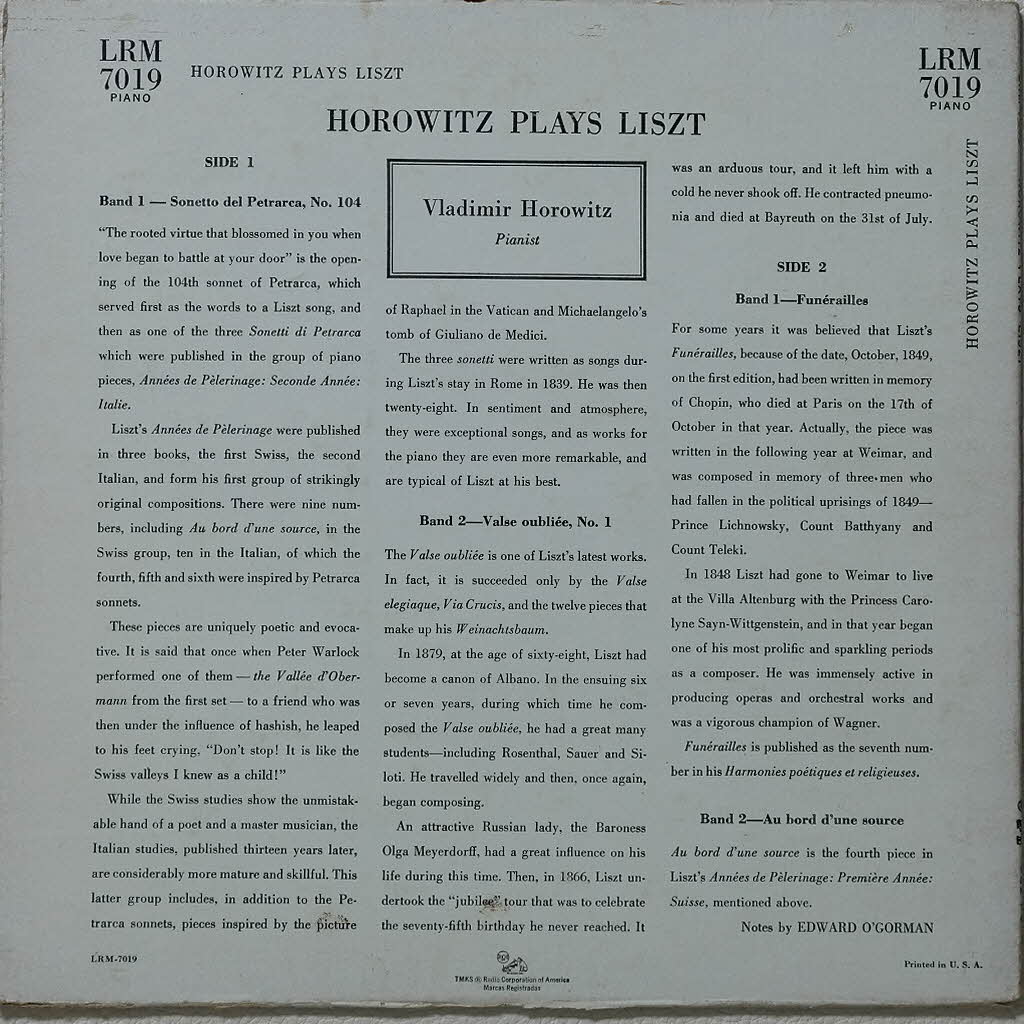 LRM
7019
PIANO
HOROWITZ PLAYS LISZT
LRM
7019
PIANO
HOROWITZ PLAYS LISZT
HOROWITZ PLAYS LISZT
SIDE 1
Band 1 — Sonetto del Petrarca, No. 104
“The rooted virtue that blossomed in you when
love began to battle at your door” is the open-
ing of the 104th sonnet of Petrarca, which
served first as the words to a Liszt song, and
then as one of the three Sonetti di Petrarca
which were published in the group of piano
pieces, Années de Pèlerinage: Seconde Année:
Italie.
Liszt’s Années de Pèlerinage were published
in three books, the first Swiss, the second
Italian, and form his first group of strikingly
original compositions. There were nine num-
bers, including Au bord d’une source, in the
Swiss group, ten in the Italian, of which the
fourth, fifth and sixth were inspired by Petrarca
sonnets.
These pieces are uniquely poetic and evoca-
tive. It is said that once when Peter Warlock
performed one of them — the Vallée d’Ober-
mann from the first set — to a friend who was
then under the influence of hashish, he leaped
to his feet crying, “Don’t stop! It is like the
Swiss valleys I knew as a child!”
While the Swiss studies show the unmistak-
able hand of a poet and a master musician, the
Italian studies, published thirteen years later,
are considerably more mature and skillful. This
latter group includes, in addition to the Pe-
trarca sonnets, pieces inspired by the picture
Vladimir Horowitz
Pianist
of Raphael in the Vatican and Michaelangelo’s
tomb of Giuliano de Medici.
The three sonetti were written as songs dur-
ing Liszt’s stay in Rome in 1839. He was then
twenty-eight. In sentiment and atmosphere,
they were exceptional songs, and as works for
the piano they are even more remarkable, and
are typical of Liszt at his best.
Band 2—Valse oubliée, No. 1
The Valse oubliée is one of Liszt’s latest works.
In fact, it is succeeded only by the Valse
elegiaque, Via Crucis, and the twelve pieces that
make up his Weinachtsbaum.
In 1879, at the age of sixty-eight, Liszt had
become a canon of Albano. In the ensuing six
or seven years, during which time he com-
posed the Valse oubliée, he had a great many
students—including Rosenthal, Sauer and Si-
loti. He travelled widely and then, once again,
began composing.
An attractive Russian lady, the Baroness
Olga Meyerdorff, had a great influence on his
life during this time. Then, in 1866, Liszt un-
dertook the “jubilee” tour that was to celebrate
the seventy-fifth birthday he never reached. It
was an arduous tour, and it left him with a
cold he never shook off. He contracted pneumo-
nia and died at Bayreuth on the 31st of July.
SIDE 2
Band 1—Funérailles
For some years it was believed that Liszt’s
Funérailles, because of the date, October, 1849,
on the first edition, had been written in memory
of Chopin, who died at Paris on the 17th of
October in that year. Actually, the piece was
written in the following year at Weimar, and
was composed in memory of three men who
had fallen in the political uprisings of 1849—
Prince Lichnowsky, Count Batthyany and
Count Teleki.
In 1848 Liszt had gone to Weimar to live
at the Villa Altenburg with the Princess Caro-
lyne Sayn-Wittgenstein, and in that year began
one of his most prolific and sparkling periods
as a composer. He was immensely active in
producing operas and orchestral works and
was a vigorous champion of Wagner.
Funérailles is published as the seventh num-
ber in his Harmonies poétiques et religieuses.
Band 2—Au bord d’une source
Au bord d’une source is the fourth piece in
Liszt’s Années de Pèlerinage: Première Année:
Suisse, mentioned above.
Notes by EDWARD O’GORMAN
LRM-7019
TMKS ® Radio Corporation of America
Marcas Registradas
Printed in U. S. A.